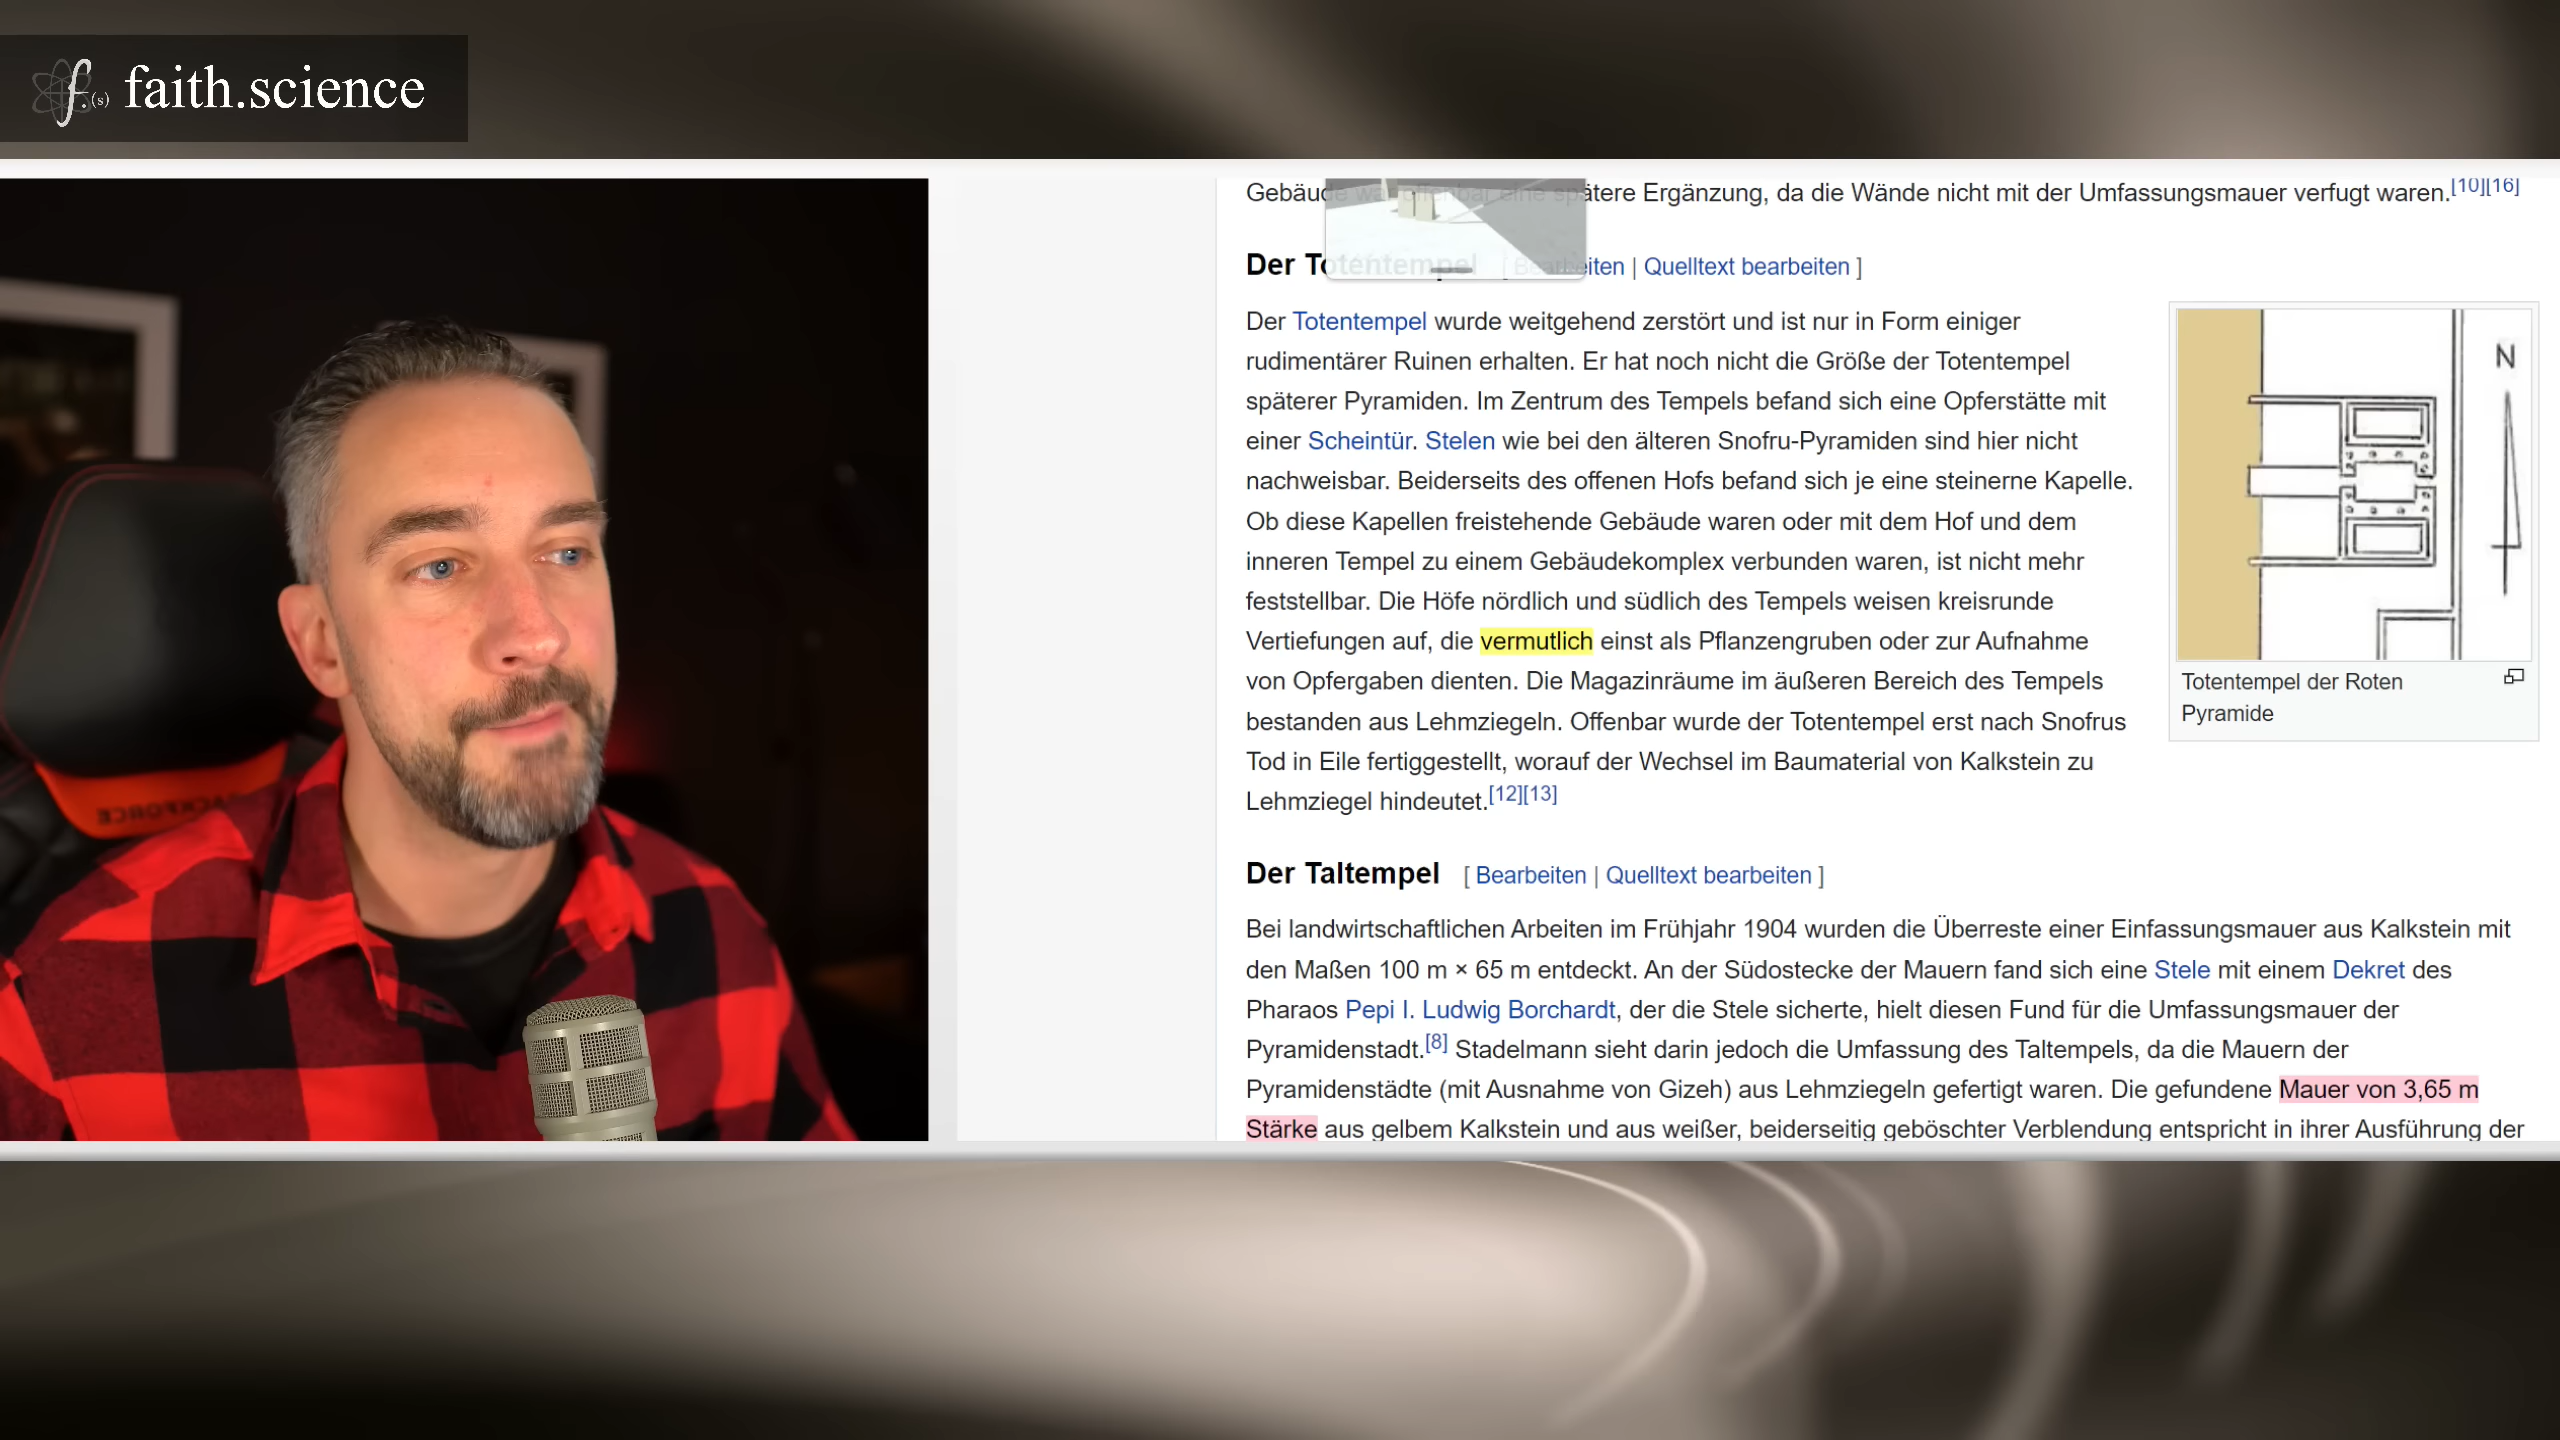 f.(s) faith.science
Gebäude war offenbar eine spätere Ergänzung, da die Wände nicht mit der Umfassungsmauer verfugt waren.[10][16]
Der Totentempel [ Bearbeiten | Quelltext bearbeiten ]
Der Totentempel wurde weitgehend zerstört und ist nur in Form einiger
rudimentärer Ruinen erhalten. Er hat noch nicht die Größe der Totentempel
späterer Pyramiden. Im Zentrum des Tempels befand sich eine Opferstätte mit
einer Scheintür. Stelen wie bei den älteren Snofru-Pyramiden sind hier nicht
nachweisbar. Beiderseits des offenen Hofs befand sich je eine steinerne Kapelle.
Ob diese Kapellen freistehende Gebäude waren oder mit dem Hof und dem
inneren Tempel zu einem Gebäudekomplex verbunden waren, ist nicht mehr
feststellbar. Die Höfe nördlich und südlich des Tempels weisen kreisrunde
Vertiefungen auf, die vermutlich einst als Pflanzengruben oder zur Aufnahme
von Opfergaben dienten. Die Magazinräume im äußeren Bereich des Tempels
bestanden aus Lehmziegeln. Offenbar wurde der Totentempel erst nach Snofrus
Tod in Eile fertiggestellt, worauf der Wechsel im Baumaterial von Kalkstein zu
Lehmziegel hindeutet.[12][13]
N
Totentempel der Roten
Pyramide
Der Taltempel [ Bearbeiten | Quelltext bearbeiten ]
Bei landwirtschaftlichen Arbeiten im Frühjahr 1904 wurden die Überreste einer Einfassungsmauer aus Kalkstein mit
den Maßen 100 m × 65 m entdeckt. An der Südostecke der Mauern fand sich eine Stele mit einem Dekret des
Pharaos Pepi I. Ludwig Borchardt, der die Stele sicherte, hielt diesen Fund für die Umfassungsmauer der
Pyramidenstadt.[8] Stadelmann sieht darin jedoch die Umfassung des Taltempels, da die Mauern der
Pyramidenstädte (mit Ausnahme von Gizeh) aus Lehmziegeln gefertigt waren. Die gefundene Mauer von 3,65 m
Stärke aus gelbem Kalkstein und aus weißer, beiderseitig geböschter Verblendung entspricht in ihrer Ausführung der